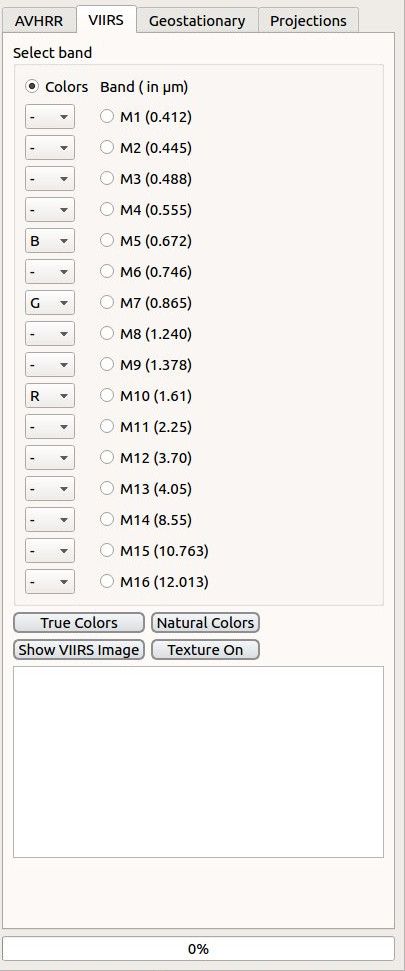 AVHRR VIIRS Geostationary Projections
Select band
Colors Band ( in µm)
- M1 (0.412)
- M2 (0.445)
- M3 (0.488)
- M4 (0.555)
B M5 (0.672)
- M6 (0.746)
G M7 (0.865)
- M8 (1.240)
- M9 (1.378)
R M10 (1.61)
- M11 (2.25)
- M12 (3.70)
- M13 (4.05)
- M14 (8.55)
- M15 (10.763)
- M16 (12.013)
True Colors Natural Colors
Show VIIRS Image Texture On
0%